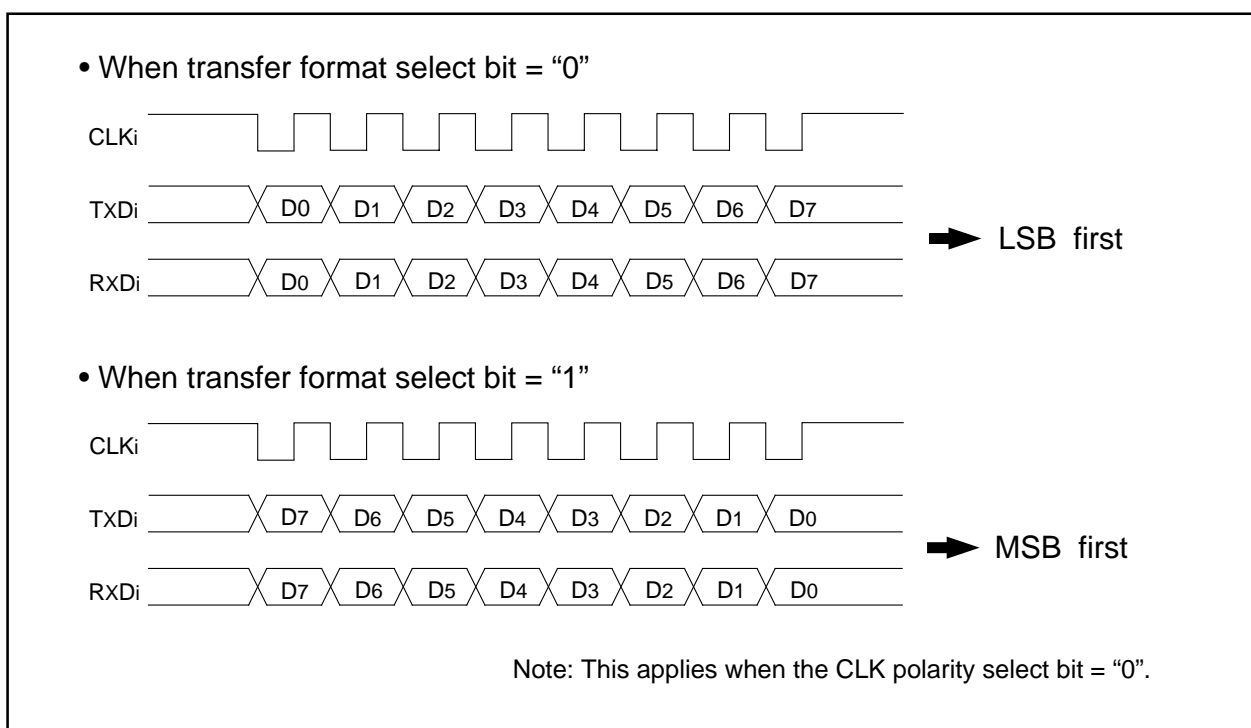 • When transfer format select bit = “0”
CLKi
TXDi D0 D1 D2 D3 D4 D5 D6 D7
RXDi D0 D1 D2 D3 D4 D5 D6 D7
LSB first
• When transfer format select bit = “1”
CLKi
TXDi D7 D6 D5 D4 D3 D2 D1 D0
RXDi D7 D6 D5 D4 D3 D2 D1 D0
MSB first
Note: This applies when the CLK polarity select bit = “0”.